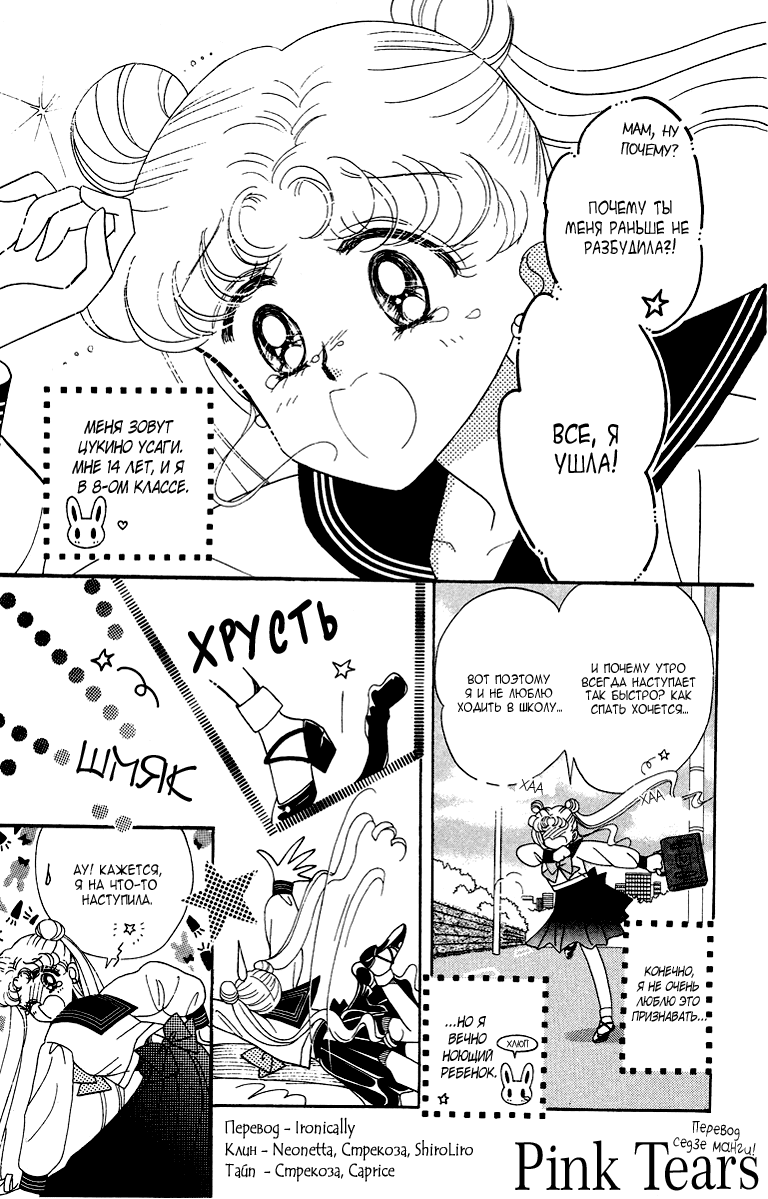 МАМ, НУ
ПОЧЕМУ?
ПОЧЕМУ ТЫ
МЕНЯ РАНЬШЕ НЕ
РАЗБУДИЛА?!
ВСЕ, Я
УШЛА!
МЕНЯ ЗОВУТ
ЦУКИНО УСАГИ.
МНЕ 14 ЛЕТ, И Я
В 8-ОМ КЛАССЕ.
И ПОЧЕМУ УТРО
ВСЕГДА НАСТУПАЕТ
ТАК БЫСТРО? КАК
СПАТЬ ХОЧЕТСЯ...
ВОТ ПОЭТОМУ
Я И НЕ ЛЮБЛЮ
ХОДИТЬ В ШКОЛУ...
ХАА
ХАА
КОНЕЧНО,
Я НЕ ОЧЕНЬ
ЛЮБЛЮ ЭТО
ПРИЗНАВАТЬ...
...НО Я
ВЕЧНО
НОЮЩИЙ
РЕБЕНОК.
ХЛЮП
ХРУСТЬ
ШМЯК
АУ! КАЖЕТСЯ,
Я НА ЧТО-ТО
НАСТУПИЛА.
Перевод – Ironically
Клин – Neonetta, Стрекоза, ShiroLiro
Тайп – Стрекоза, Caprice
Перевод
седзе манги!
Pink Tears